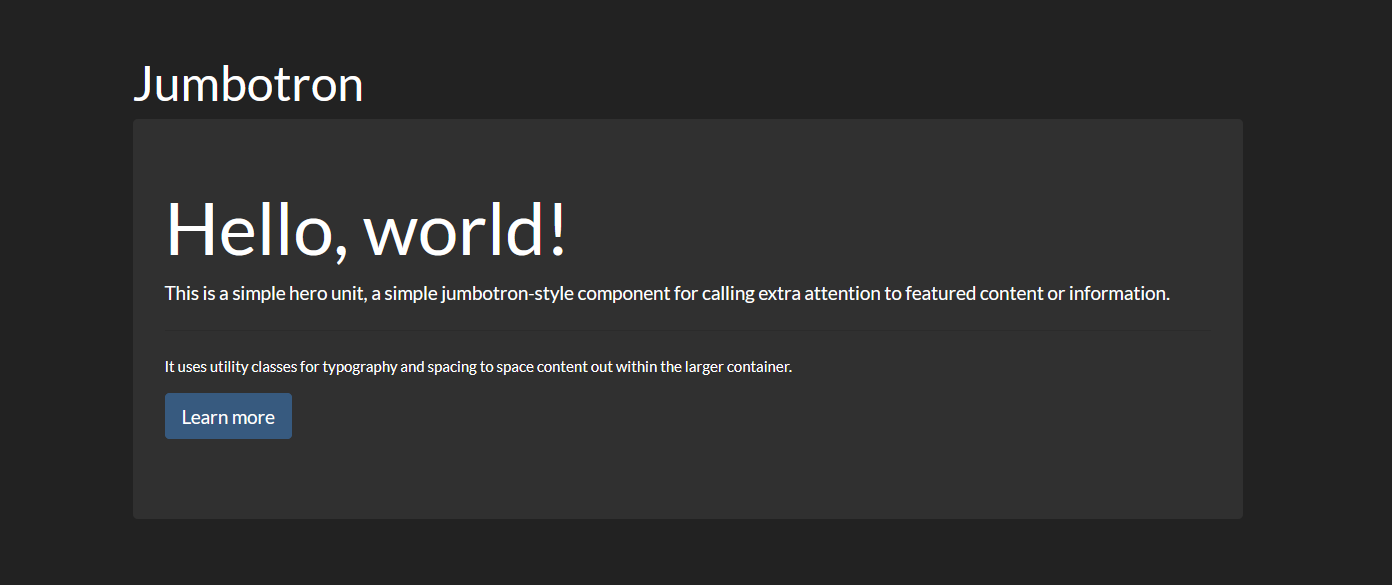 Jumbotron
Hello, world!
This is a simple hero unit, a simple jumbotron-style component for calling extra attention to featured content or information.
It uses utility classes for typography and spacing to space content out within the larger container.
Learn more